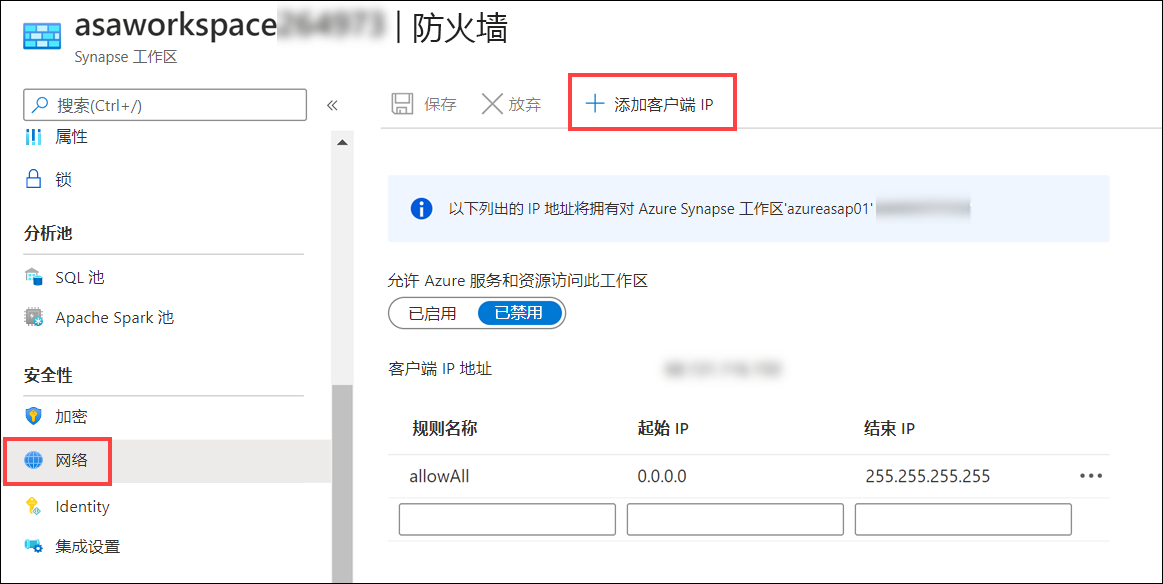 asaworkspace | 防火墙
Synapse 工作区
搜索(Ctrl+/)
«
保存
放弃
添加客户端 IP
属性
锁
分析池
SQL 池
Apache Spark 池
安全性
加密
网络
Identity
集成设置
以下列出的 IP 地址将拥有对 Azure Synapse 工作区'azureasap01'
允许 Azure 服务和资源访问此工作区
已启用 已禁用
客户端 IP 地址
规则名称 起始 IP 结束 IP
allowAll 0.0.0.0 255.255.255.255